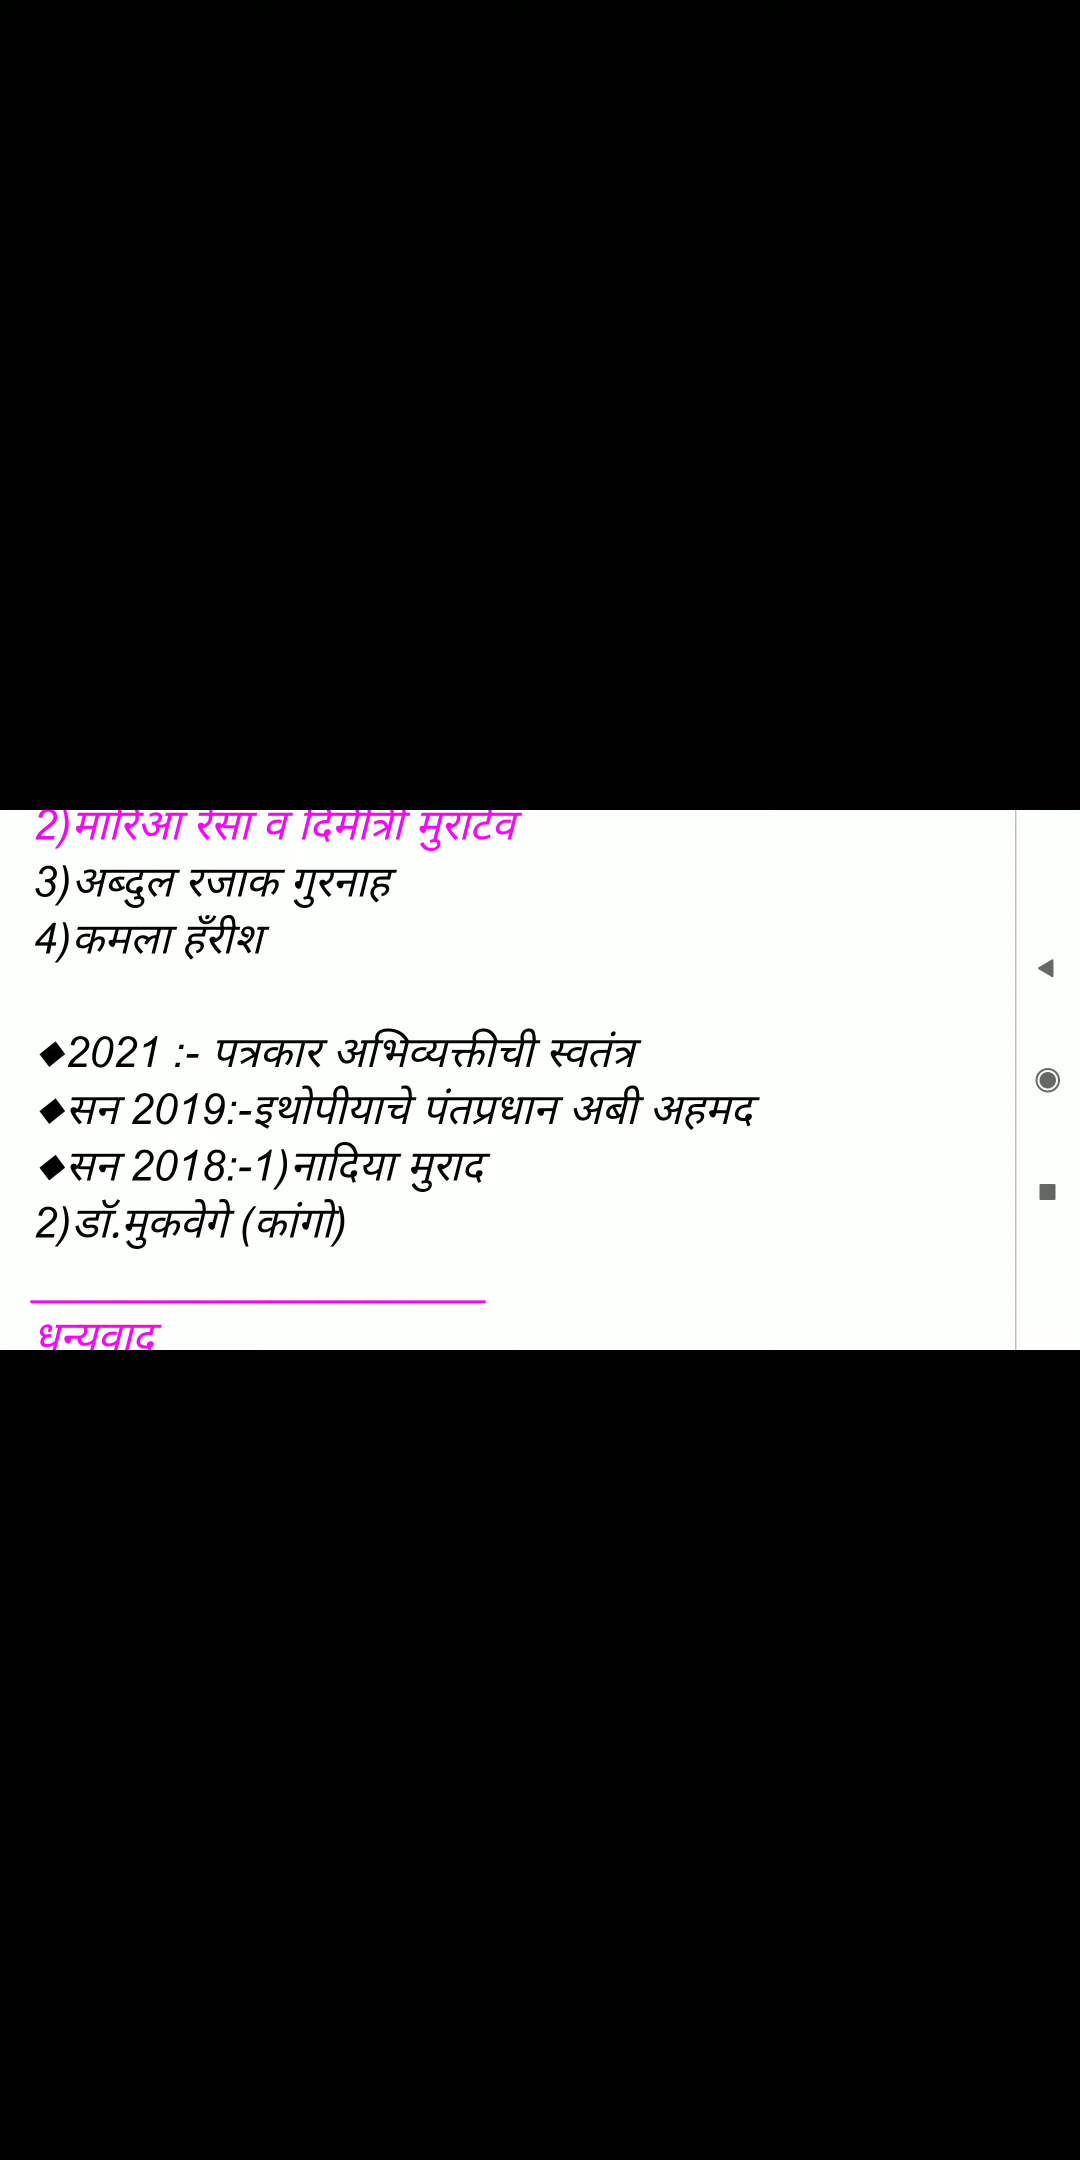 2)मारिआ रेसा व दिमीत्री मुराटेव
3)अब्दुल रजाक गुरनाह
4)कमला हँरीश
◆2021 :- पत्रकार अभिव्यक्तीची स्वतंत्र
◆सन 2019:-इथोपीयाचे पंतप्रधान अबी अहमद
◆सन 2018:-1)नादिया मुराद
2)डॉ.मुकवेगे (कांगो)
धन्यवाद